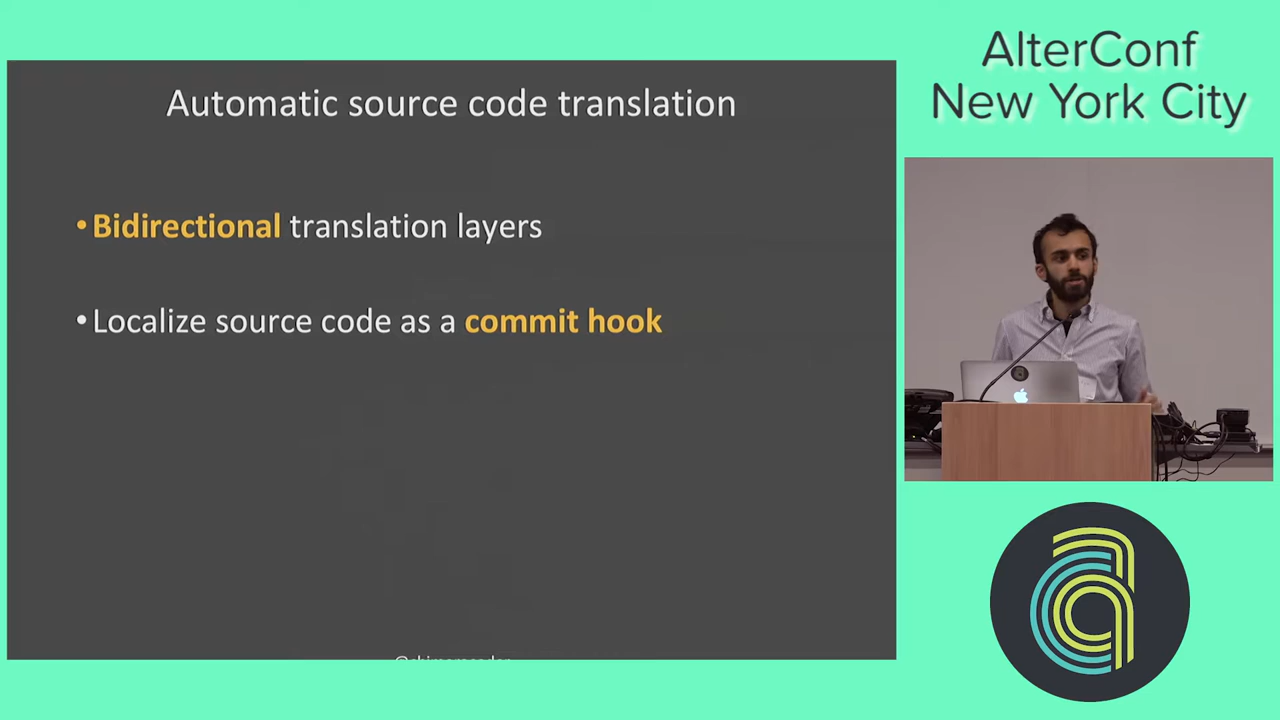 AlterConf
New York City
Automatic source code translation
•Bidirectional translation layers
•Localize source code as a commit hook